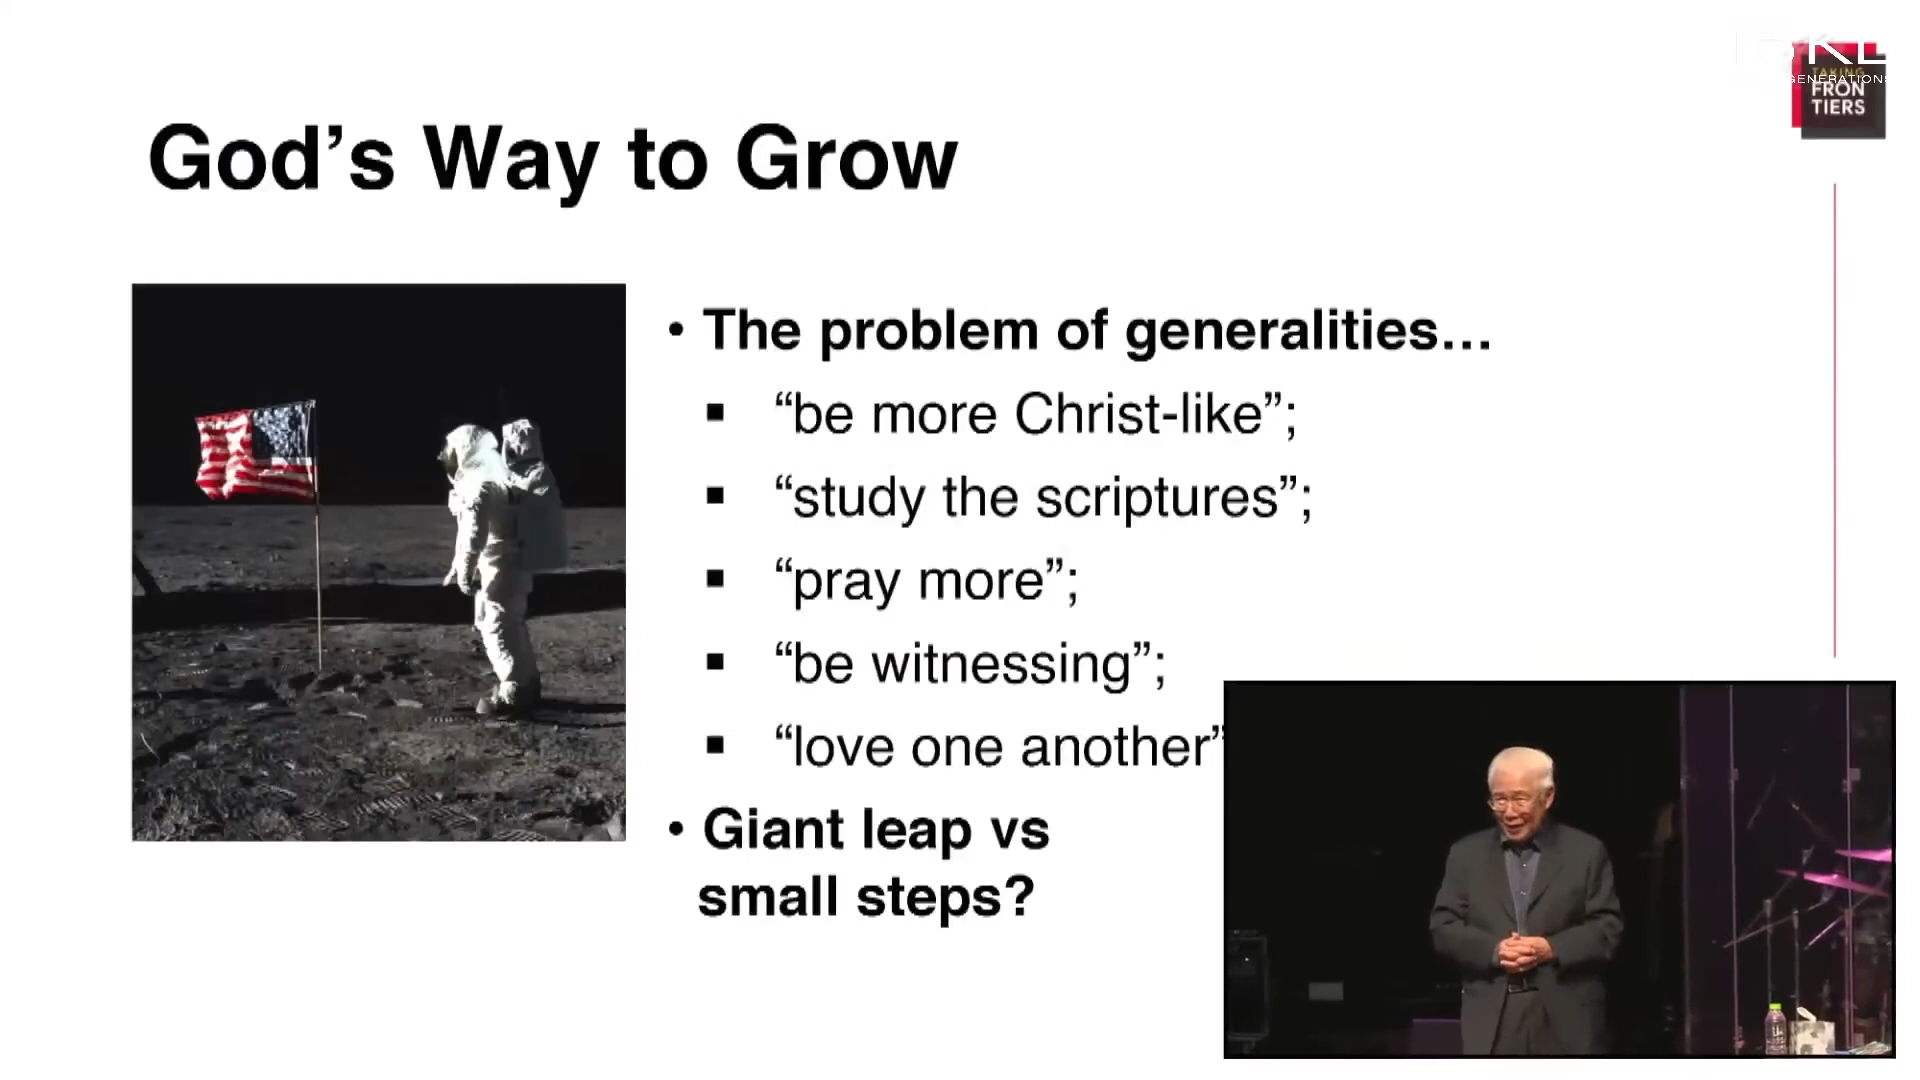 God’s Way to Grow
TAKING
FRON
TIERS
GENERATIONS
• The problem of generalities…
▪ “be more Christ-like”;
▪ “study the scriptures”;
▪ “pray more”;
▪ “be witnessing”;
▪ “love one another”
• Giant leap vs
small steps?